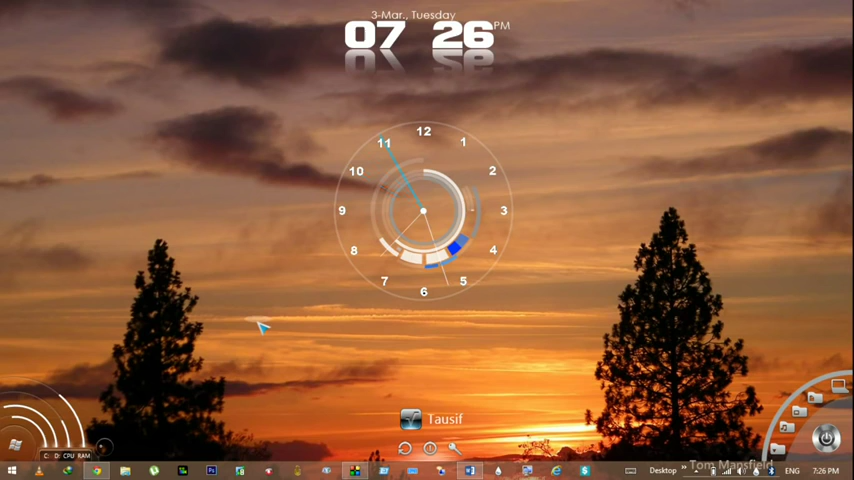 3-Mar., Tuesday
07 26 PM
12
11 1
10 2
9 3
8 4
7 5
6
Tausif
C: D: CPU RAM
Desktop
Tom Mansfield
ENG
7:26 PM
Ps